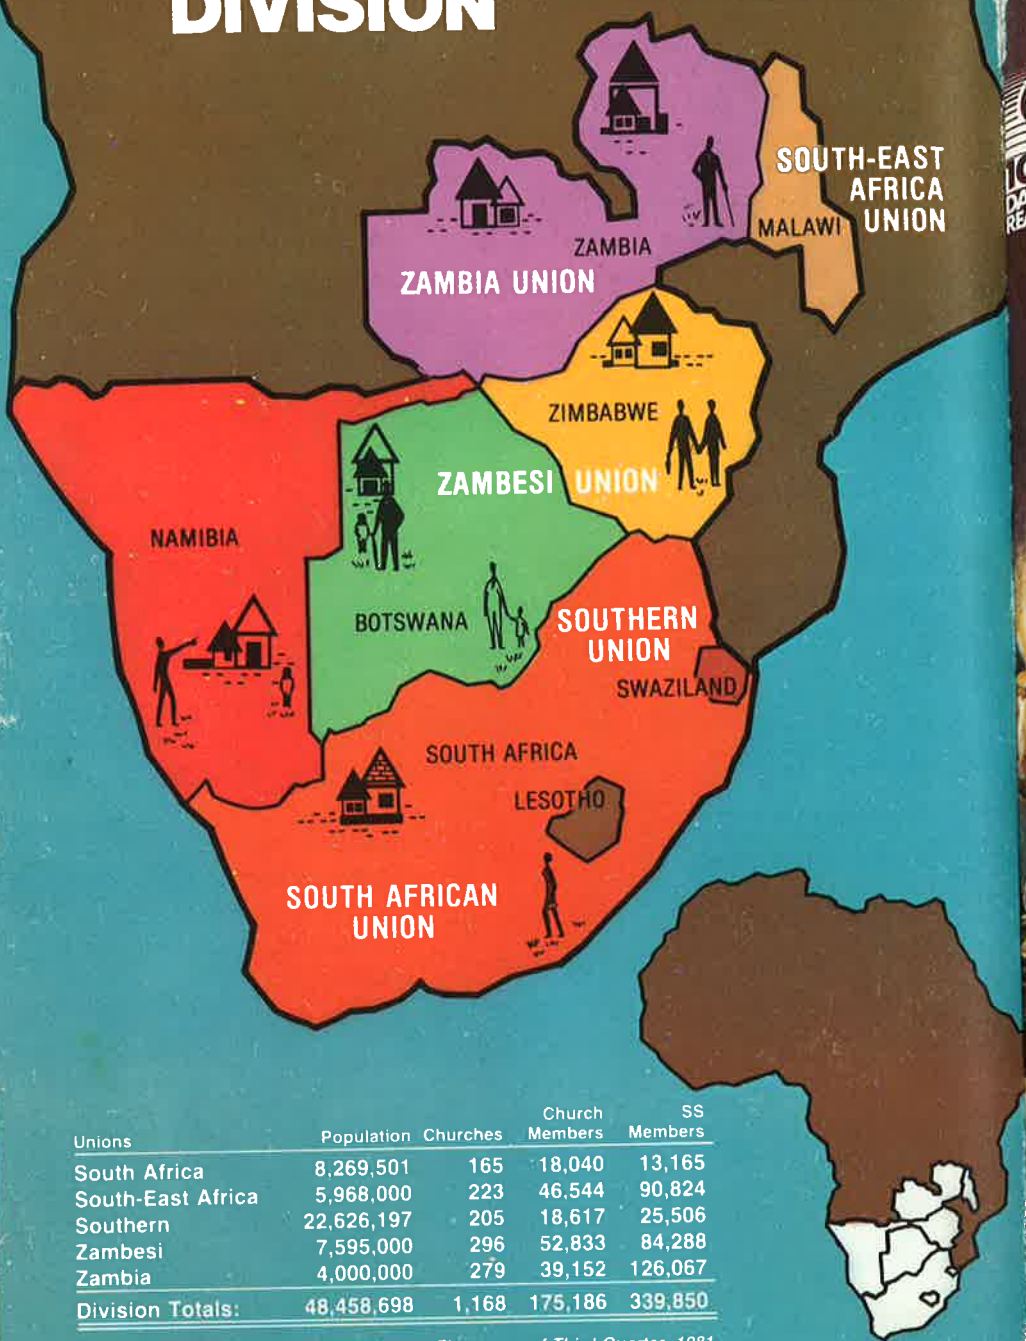 DIVISION
SOUTH-EAST
AFRICA
UNION
MALAWI
ZAMBIA
ZAMBIA UNION
ZIMBABWE
ZAMBESI UNION
NAMIBIA
BOTSWANA
SOUTHERN
UNION
SWAZILAND
SOUTH AFRICA
LESOTHO
SOUTH AFRICAN
UNION
Unions Population Churches Church Members SS Members
South Africa 8,269,501 165 18,040 13,165
South-East Africa 5,968,000 223 46,544 90,824
Southern 22,626,197 205 18,617 25,506
Zambesi 7,595,000 296 52,833 84,288
Zambia 4,000,000 279 39,152 126,067
Division Totals: 48,458,698 1,168 175,186 339,850
Third Quarter, 1981